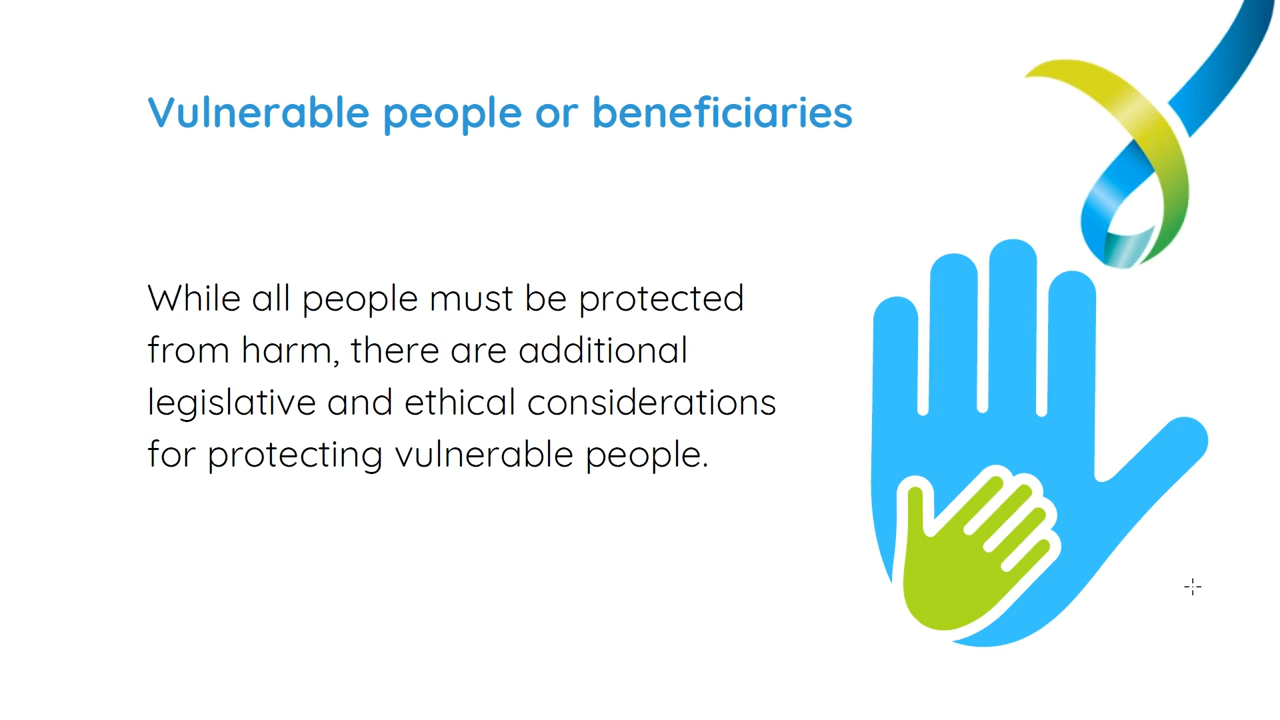 Vulnerable people or beneficiaries
While all people must be protected
from harm, there are additional
legislative and ethical considerations
for protecting vulnerable people.